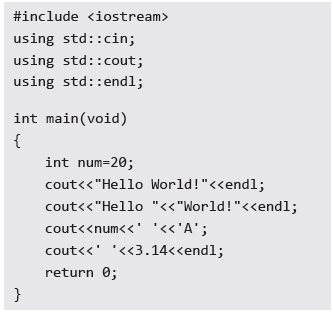 #include <iostream>
using std::cin;
using std::cout;
using std::endl;
int main(void)
{
    int num=20;
    cout<<"Hello World!"<<endl;
    cout<<"Hello "<<"World!"<<endl;
    cout<<num<<' '<<'A';
    cout<<' '<<3.14<<endl;
    return 0;
}